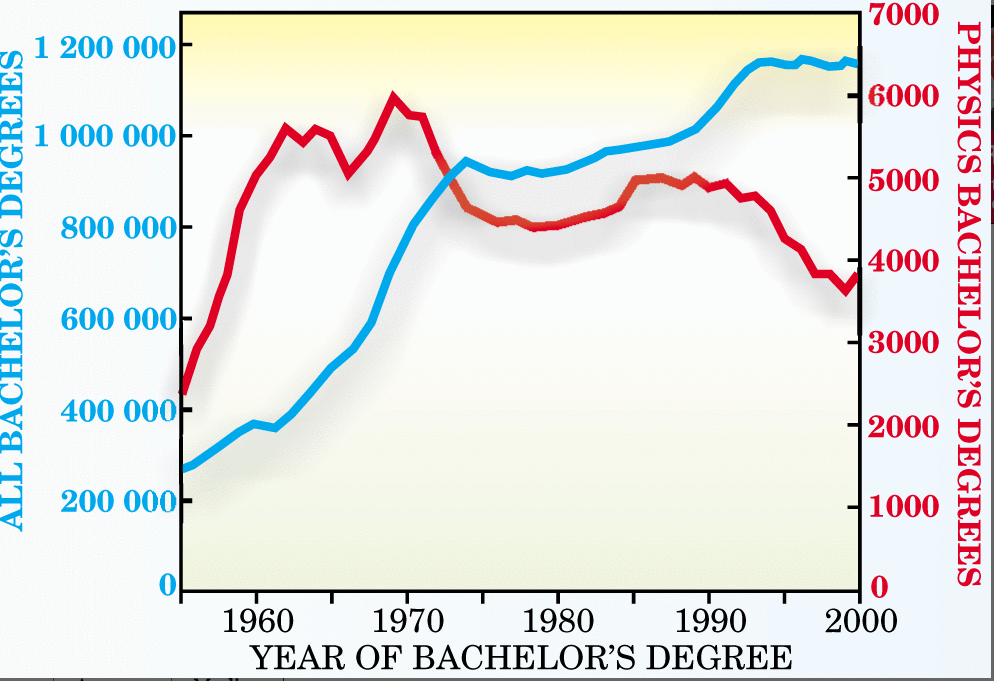 ALL BACHELOR'S DEGREES
1 200 000
1 000 000
800 000
600 000
400 000
200 000
0
7000
6000
5000
4000
3000
2000
1000
0
PHYSICS BACHELOR'S DEGREES
1960 1970 1980 1990 2000
YEAR OF BACHELOR'S DEGREE